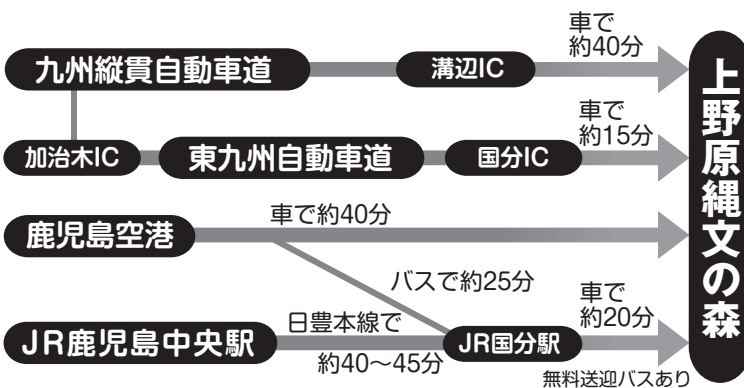 九州縦貫自動車道
溝辺IC
車で
約40分
加治木IC
東九州自動車道
国分IC
車で
約15分
鹿児島空港
車で約40分
バスで約25分
JR鹿児島中央駅
日豊本線で
約40〜45分
JR国分駅
車で
約20分
無料送迎バスあり
上野原縄文の森